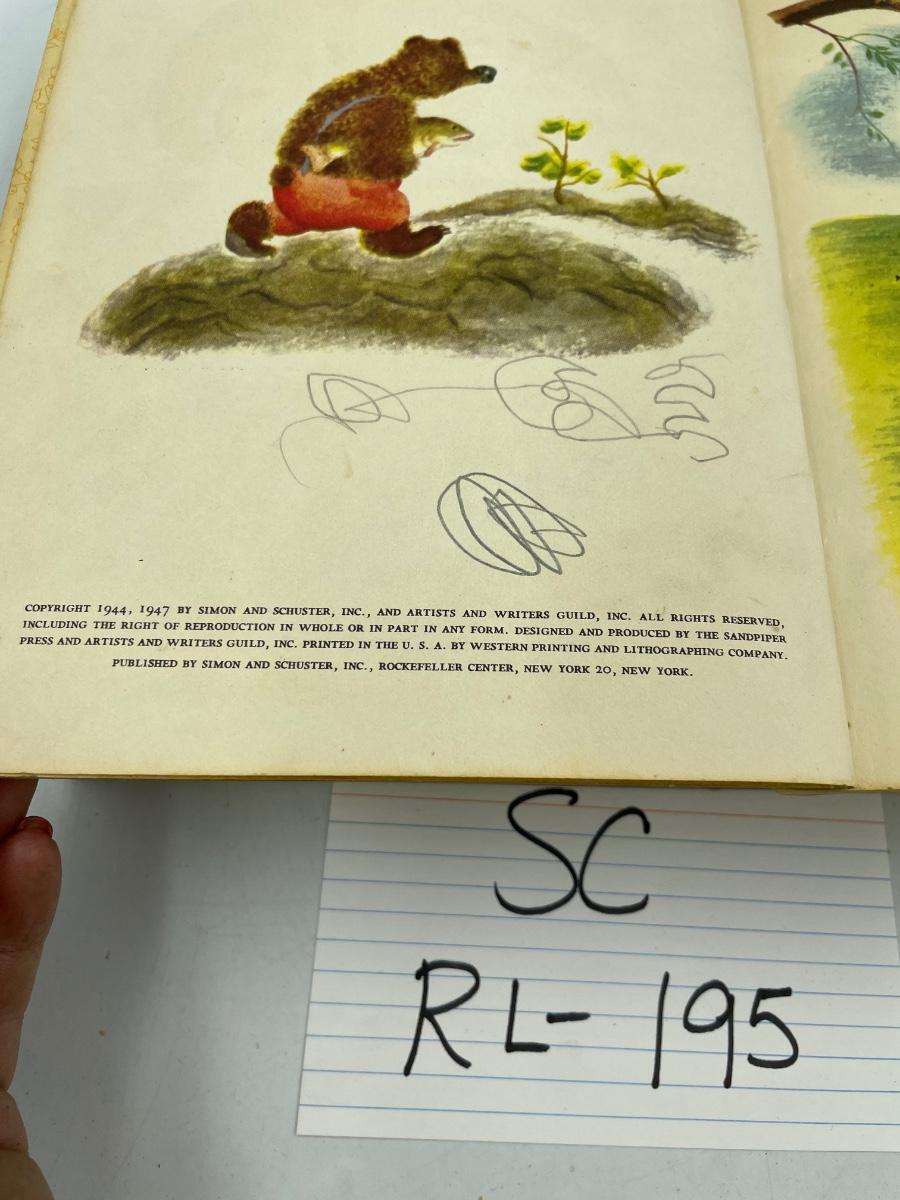 COPYRIGHT 1944, 1947 BY SIMON AND SCHUSTER, INC., AND ARTISTS AND WRITERS GUILD, INC. ALL RIGHTS RESERVED,
INCLUDING THE RIGHT OF REPRODUCTION IN WHOLE OR IN PART IN ANY FORM. DESIGNED AND PRODUCED BY THE SANDPIPER
PRESS AND ARTISTS AND WRITERS GUILD, INC. PRINTED IN THE U. S. A. BY WESTERN PRINTING AND LITHOGRAPHING COMPANY.
PUBLISHED BY SIMON AND SCHUSTER, INC., ROCKEFELLER CENTER, NEW YORK 20, NEW YORK.
SC
RL-195